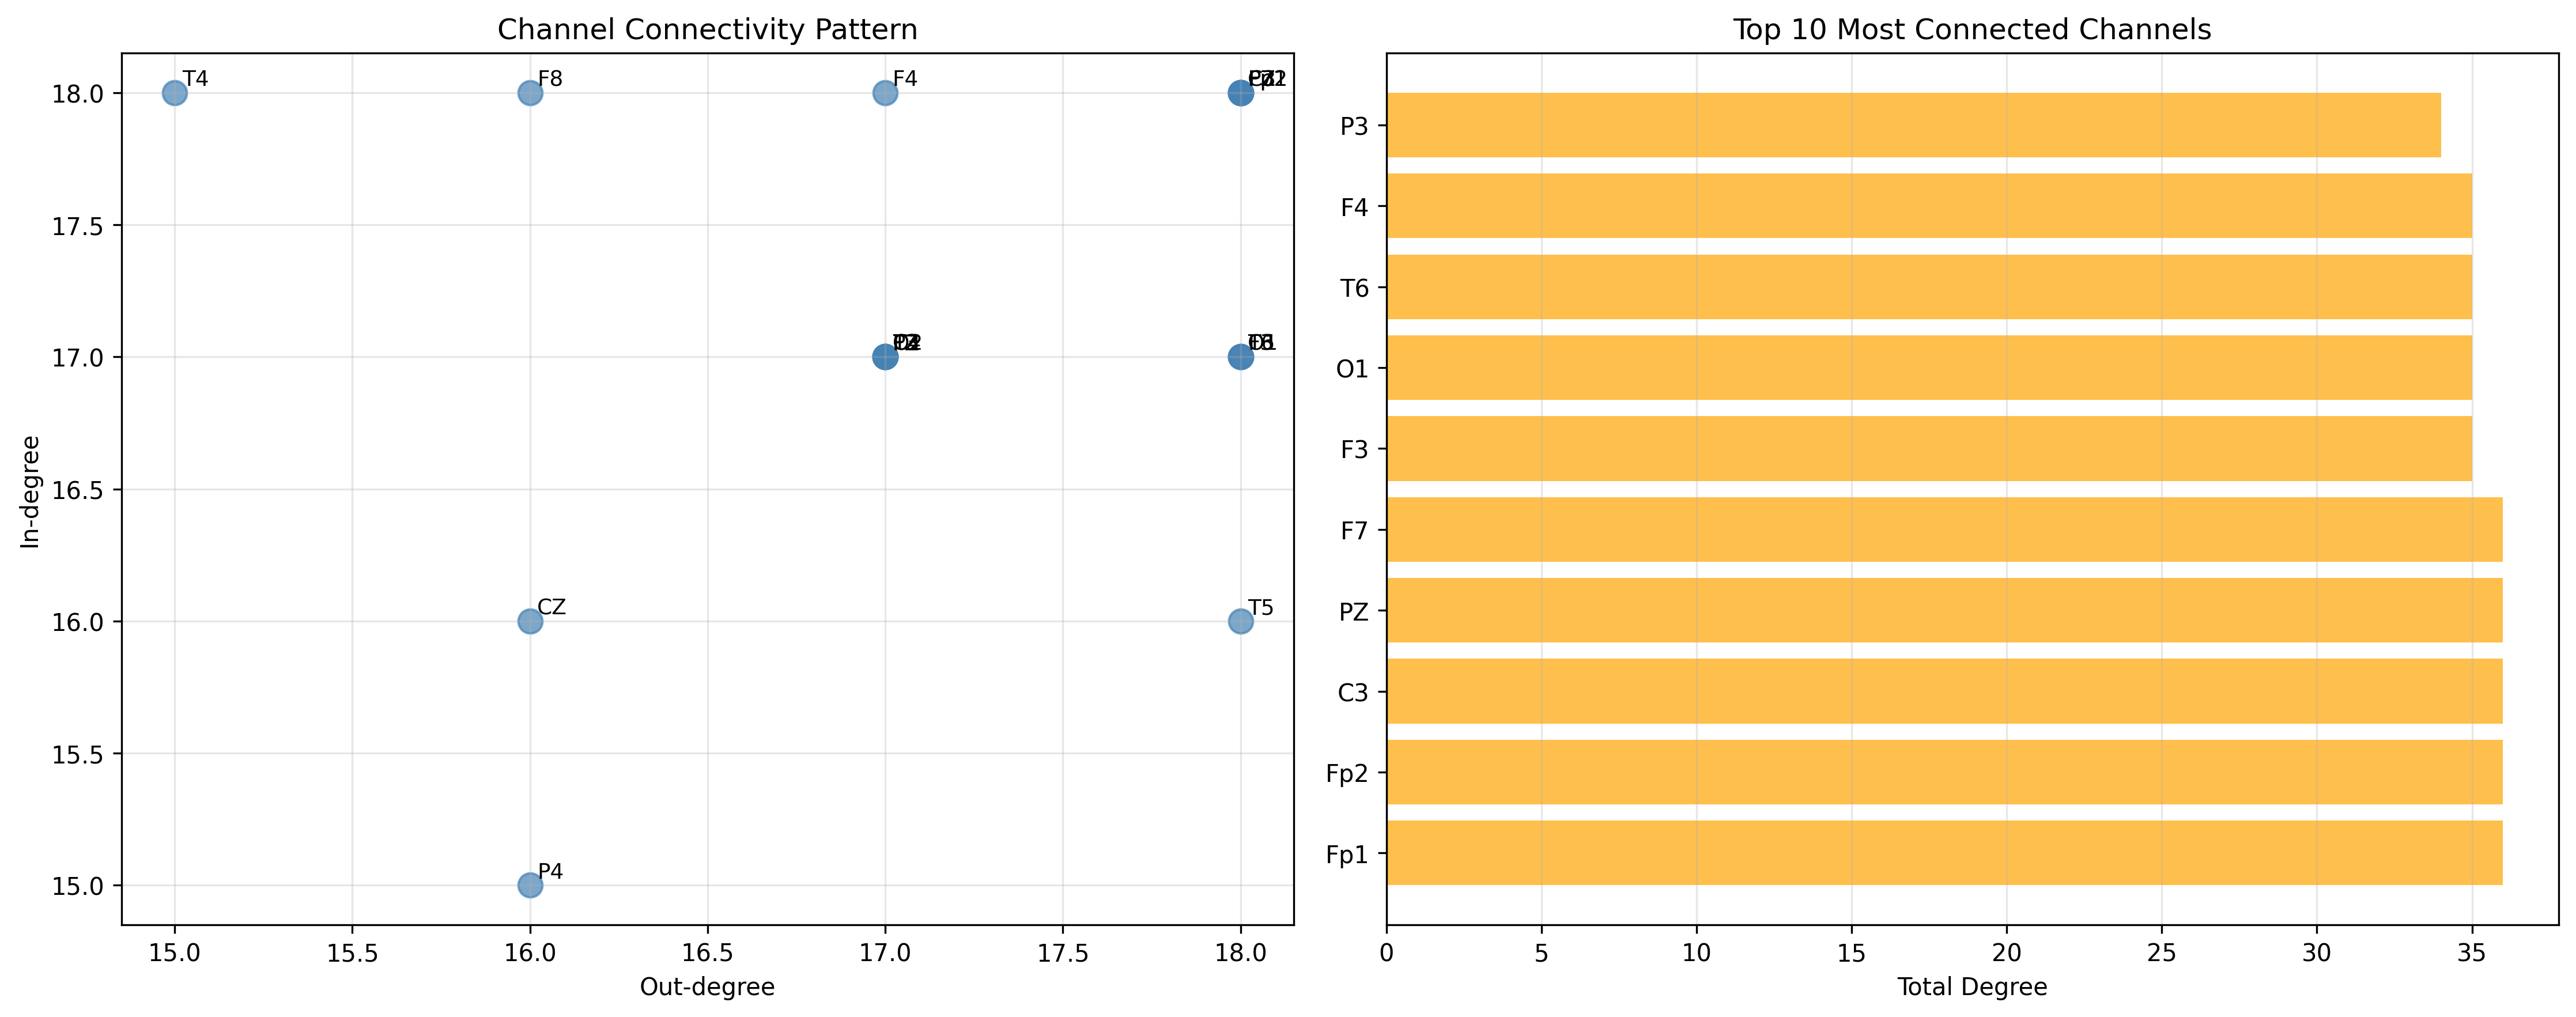 Channel Connectivity Pattern
T4
F8
F4
CZ
T5
P4
18.0
17.5
17.0
16.5
16.0
15.5
15.0
In-degree
15.0 15.5 16.0 16.5 17.0 17.5 18.0
Out-degree
Top 10 Most Connected Channels
P3
F4
T6
O1
F3
F7
PZ
C3
Fp2
Fp1
0 5 10 15 20 25 30 35
Total Degree